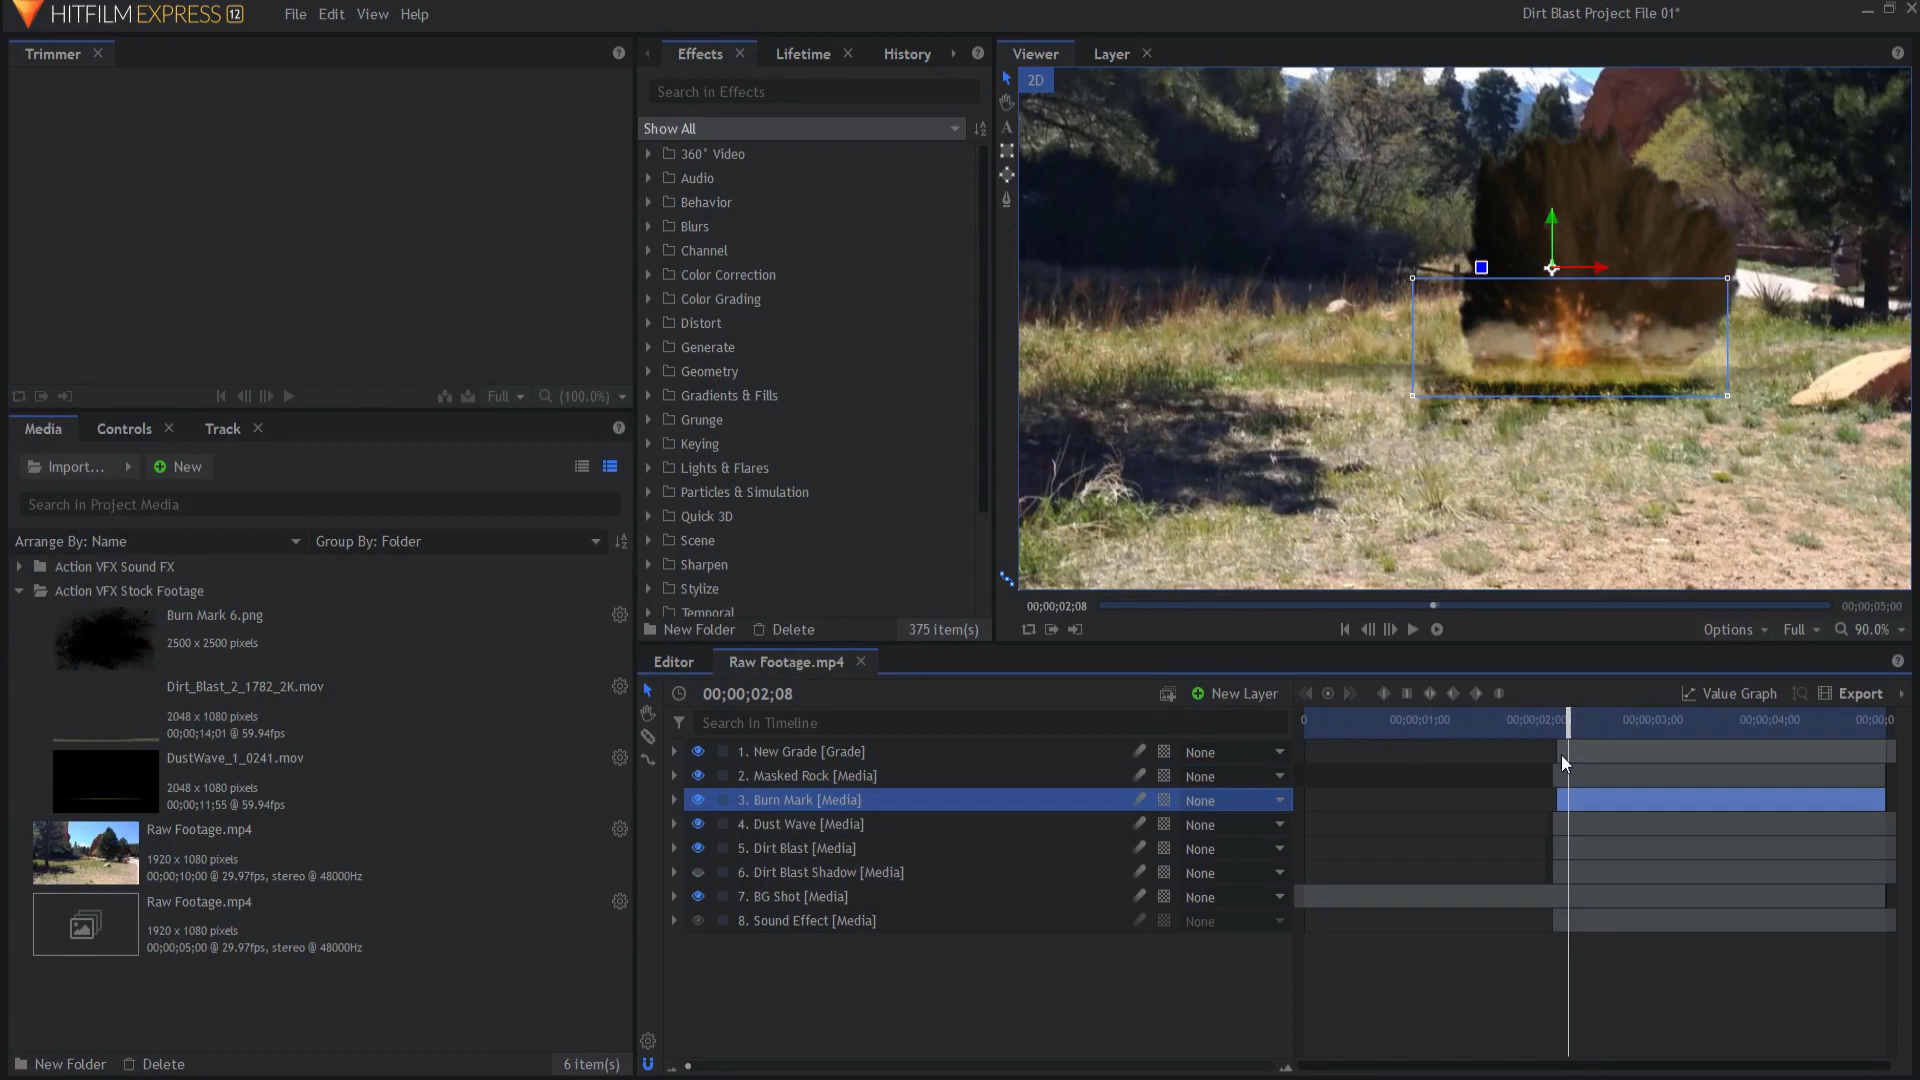 HITFILM EXPRESS 12
File Edit View Help
Dirt Blast Project File 01*
Trimmer
Full (100.0%)
Media Controls Track
Import... New
Search in Project Media
Arrange By: Name Group By: Folder
Action VFX Sound FX
Action VFX Stock Footage
Burn Mark 6.png
2500 x 2500 pixels
Dirt_Blast_2_1782_2K.mov
2048 x 1080 pixels
00;00;14;01 @ 59.94fps
DustWave_1_0241.mov
2048 x 1080 pixels
00;00;11;55 @ 59.94fps
Raw Footage.mp4
1920 x 1080 pixels
00;00;10;00 @ 29.97fps, stereo @ 48000Hz
Raw Footage.mp4
1920 x 1080 pixels
00;00;05;00 @ 29.97fps, stereo @ 48000Hz
New Folder Delete 6 item(s)
Effects Lifetime History
Search in Effects
Show All
360° Video
Audio
Behavior
Blurs
Channel
Color Correction
Color Grading
Distort
Generate
Geometry
Gradients & Fills
Grunge
Keying
Lights & Flares
Particles & Simulation
Quick 3D
Scene
Sharpen
Stylize
Temporal
New Folder Delete 375 item(s)
Viewer Layer
2D
00;00;02;08 00;00;05;00
Options Full 90.0%
Editor Raw Footage.mp4
00;00;02;08 New Layer Value Graph Export
Search in Timeline
0 00;00;01;00 00;00;02;00 00;00;03;00 00;00;04;00 00;00;0
1. New Grade [Grade] None
2. Masked Rock [Media] None
3. Burn Mark [Media] None
4. Dust Wave [Media] None
5. Dirt Blast [Media] None
6. Dirt Blast Shadow [Media] None
7. BG Shot [Media] None
8. Sound Effect [Media] None